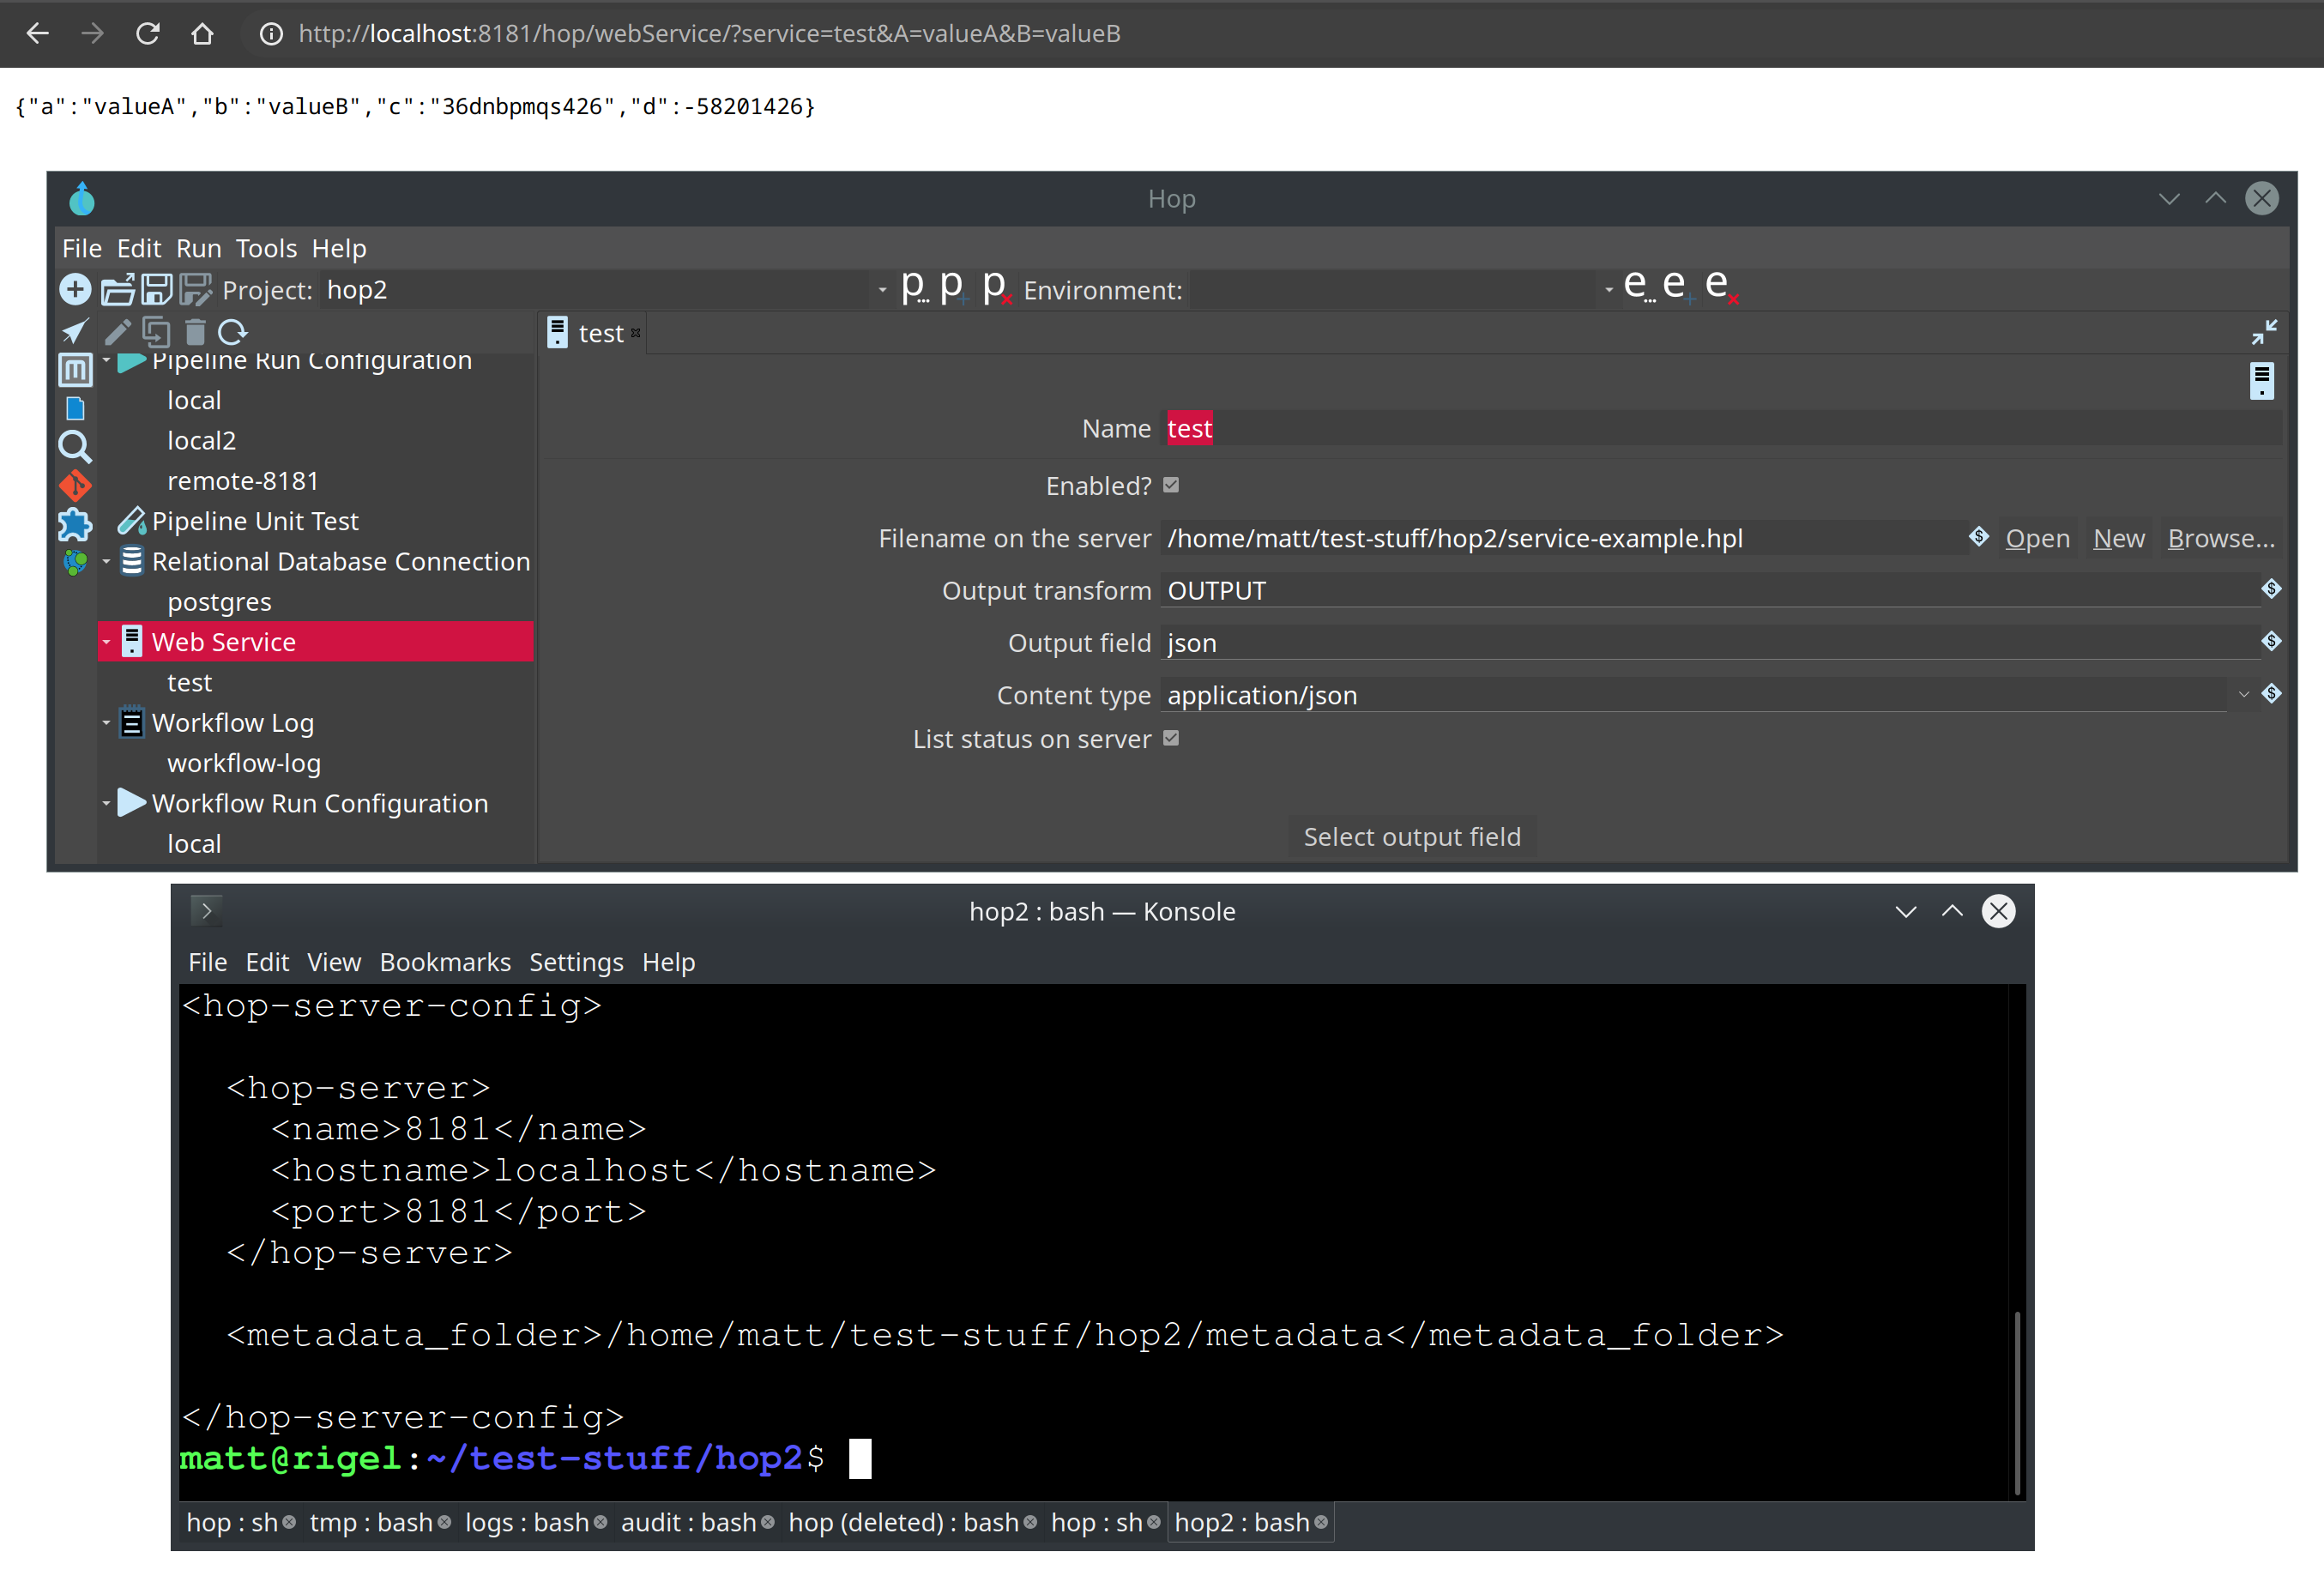 http://localhost:8181/hop/webService/?service=test&A=valueA&B=valueB
{"a":"valueA","b":"valueB","c":"36dnbpmqs426","d":-58201426}
Hop
File Edit Run Tools Help
Project: hop2 p... p+ px Environment: e... e+ ex
test
Pipeline Run Configuration
local
local2
remote-8181
Pipeline Unit Test
Relational Database Connection
postgres
Web Service
test
Workflow Log
workflow-log
Workflow Run Configuration
local
Name test
Enabled?
Filename on the server /home/matt/test-stuff/hop2/service-example.hpl Open New Browse...
Output transform OUTPUT
Output field json
Content type application/json
List status on server
Select output field
hop2 : bash — Konsole
File Edit View Bookmarks Settings Help
<hop-server-config>
<hop-server>
<name>8181</name>
<hostname>localhost</hostname>
<port>8181</port>
</hop-server>
<metadata_folder>/home/matt/test-stuff/hop2/metadata</metadata_folder>
</hop-server-config>
matt@rigel:~/test-stuff/hop2$
hop : sh tmp : bash logs : bash audit : bash hop (deleted) : bash hop : sh hop2 : bash